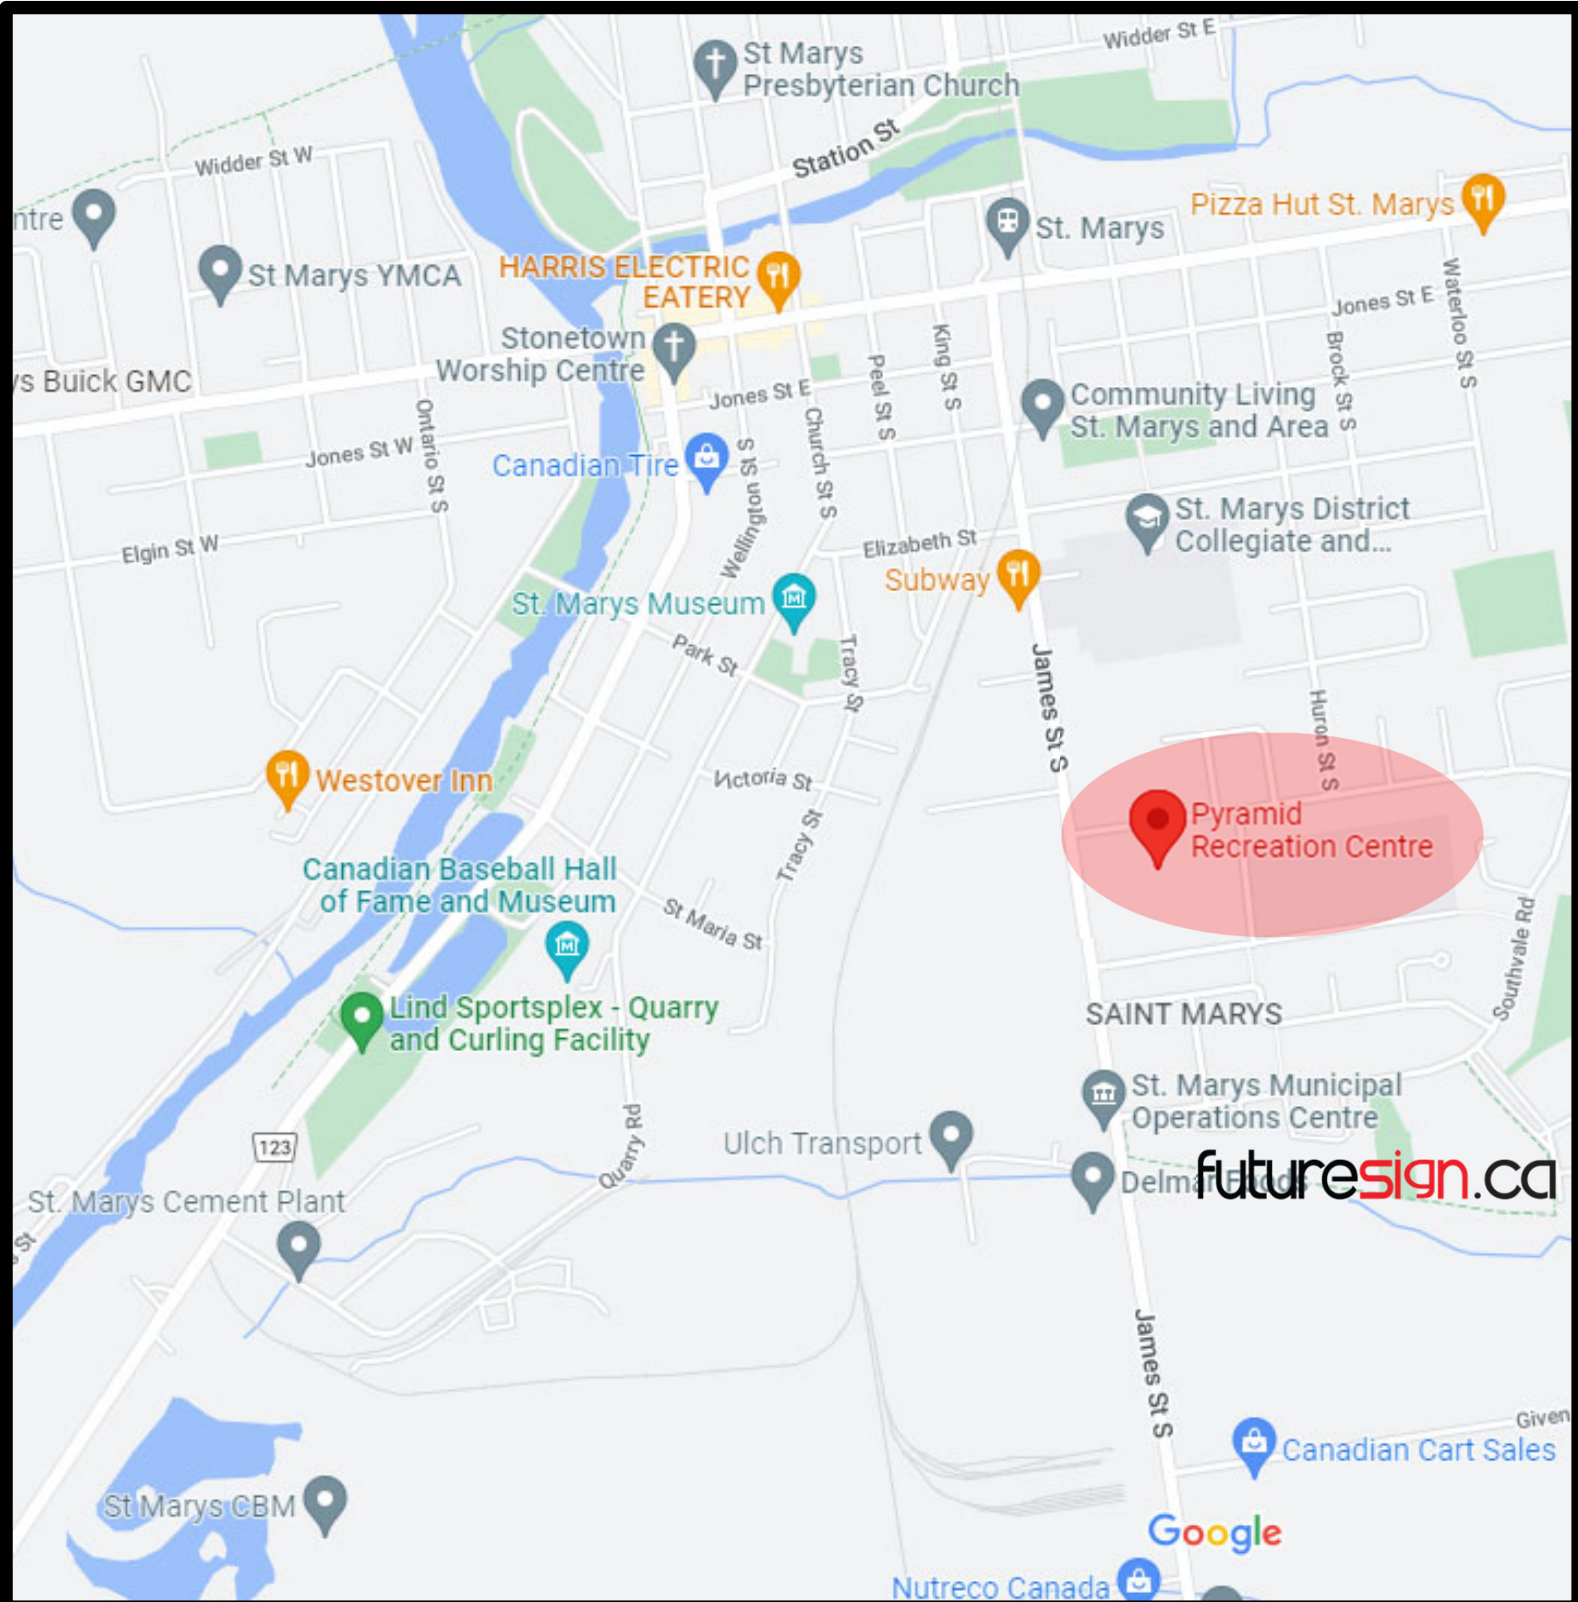 Widder St E
St Marys
Presbyterian Church
Station St
Widder St W
ntre
Pizza Hut St. Marys
St. Marys
St Marys YMCA
HARRIS ELECTRIC
EATERY
Waterloo St S
Jones St E
Stonetown
Worship Centre
King St S
Brock St S
Peel St S
ys Buick GMC
Jones St E
Community Living
St. Marys and Area
Ontario St S
Church St S
Jones St W
Canadian Tire
Wellington St S
St. Marys District
Collegiate and...
Elgin St W
Elizabeth St
Subway
St. Marys Museum
Park St
Tracy St
James St S
Huron St S
Westover Inn
Victoria St
Pyramid
Recreation Centre
Tracy St
Canadian Baseball Hall
of Fame and Museum
St Maria St
Southvale Rd
Lind Sportsplex - Quarry
and Curling Facility
SAINT MARYS
St. Marys Municipal
Operations Centre
123
Quarry Rd
Ulch Transport
futuresign.ca
Delmar Foods
St. Marys Cement Plant
St
James St S
Given
Canadian Cart Sales
St Marys CBM
Google
Nutreco Canada